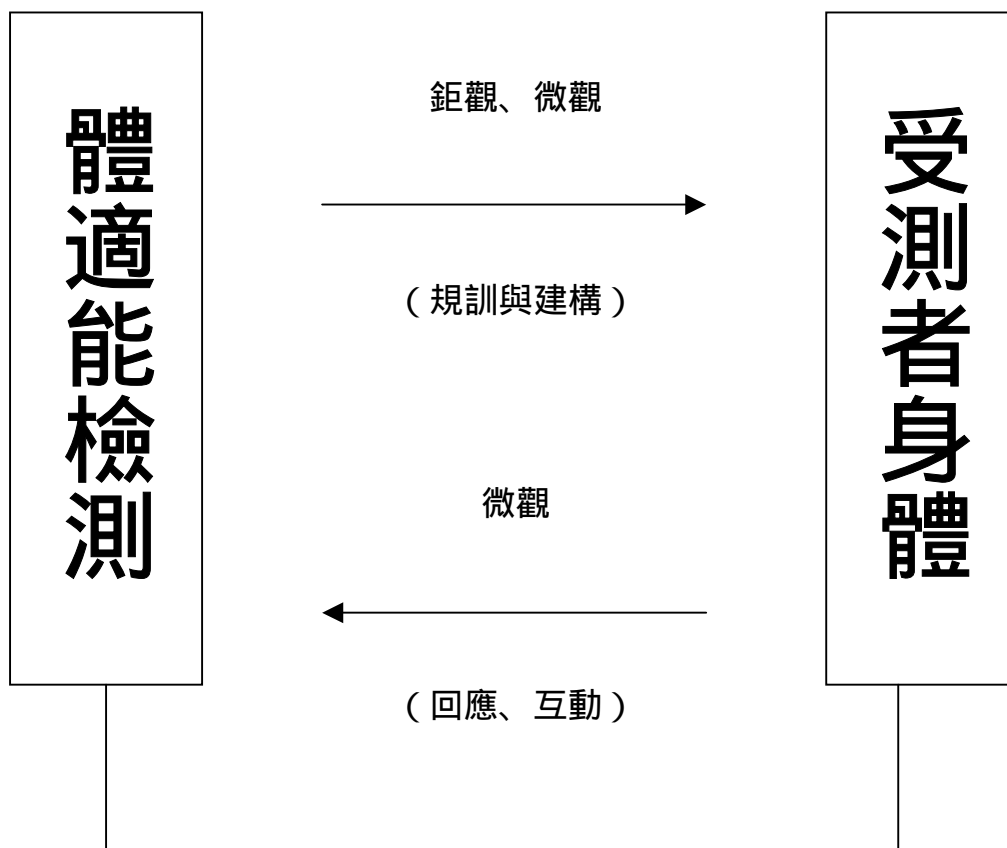 體適能檢測
鉅觀、微觀
（規訓與建構）
微觀
（回應、互動）
受測者身體